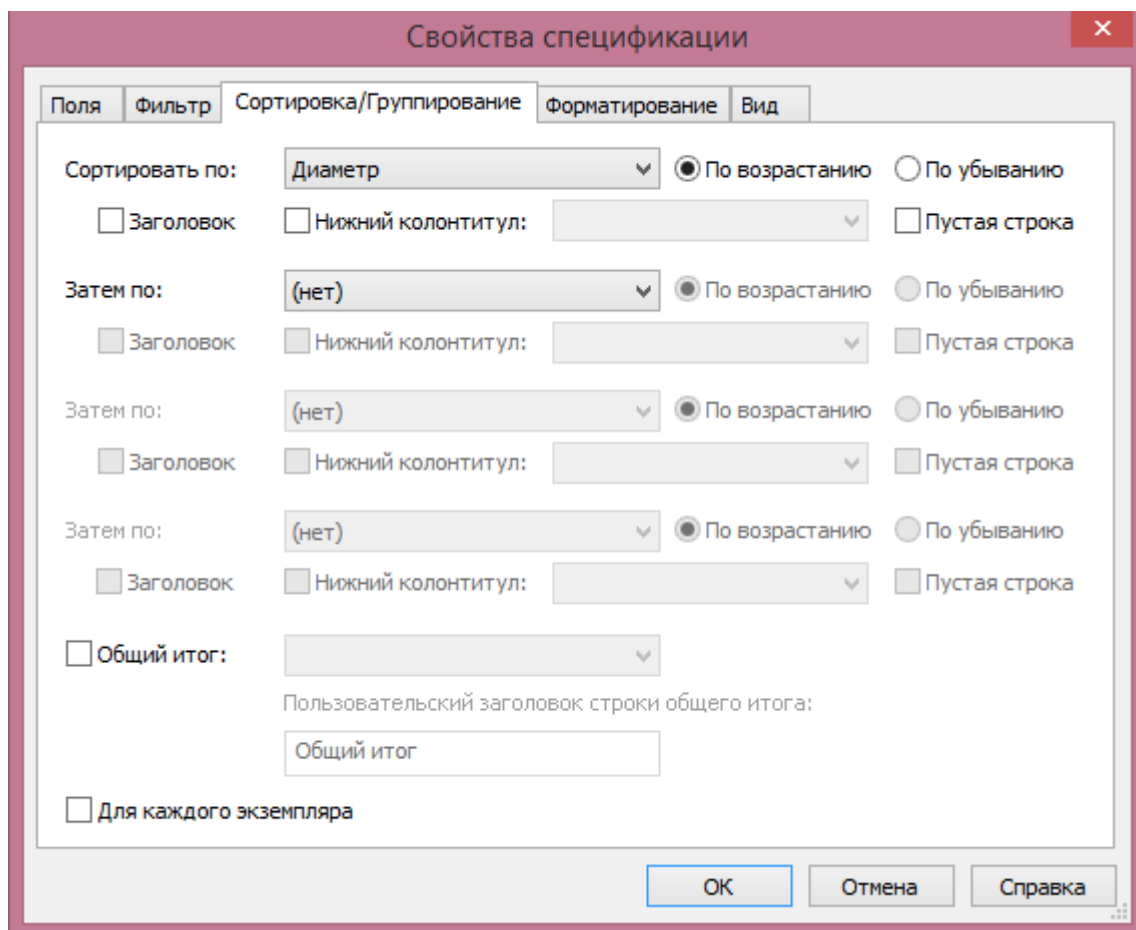 Свойства спецификации
Поля Фильтр Сортировка/Группирование Форматирование Вид
Сортировать по: Диаметр По возрастанию По убыванию
Заголовок Нижний колонтитул: Пустая строка
Затем по: (нет) По возрастанию По убыванию
Заголовок Нижний колонтитул: Пустая строка
Затем по: (нет) По возрастанию По убыванию
Заголовок Нижний колонтитул: Пустая строка
Затем по: (нет) По возрастанию По убыванию
Заголовок Нижний колонтитул: Пустая строка
Общий итог:
Пользовательский заголовок строки общего итога:
Общий итог
Для каждого экземпляра
ОК Отмена Справка